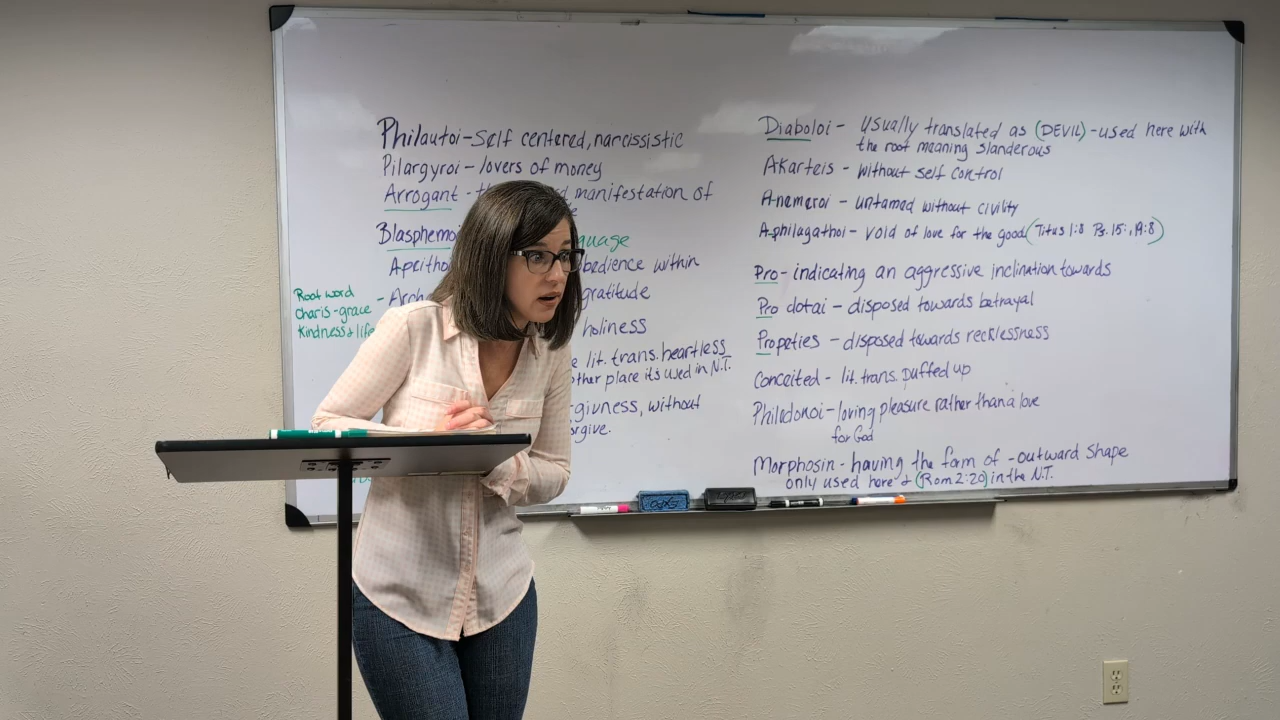 Philautoi - Self centered, narcissistic
Pilargyroi - lovers of money
Arrogant - manifestation of
Blasphemo
Apeitho bedience within
Root word
Charis - grace
Kindness & life
- Arch gratitude
holiness
lit. trans. heartless
other place its used in N.T.
givness, without
Diaboloi - usually translated as (DEVIL) - used here with
the root meaning slanderous
Akarteis - without self control
Anemeroi - untamed without civility
Aphilagathoi - void of love for the good (Titus 1:8 Ps. 15:, 19:8)
Pro - indicating an aggressive inclination towards
Pro dotai - disposed towards betrayal
Propeties - disposed towards recklessness
Conceited - lit. trans. puffed up
Philedonoi - loving pleasure rather than a love
for God
Morphosin - having the form of - outward shape
only used here & (Rom 2:20) in the N.T.